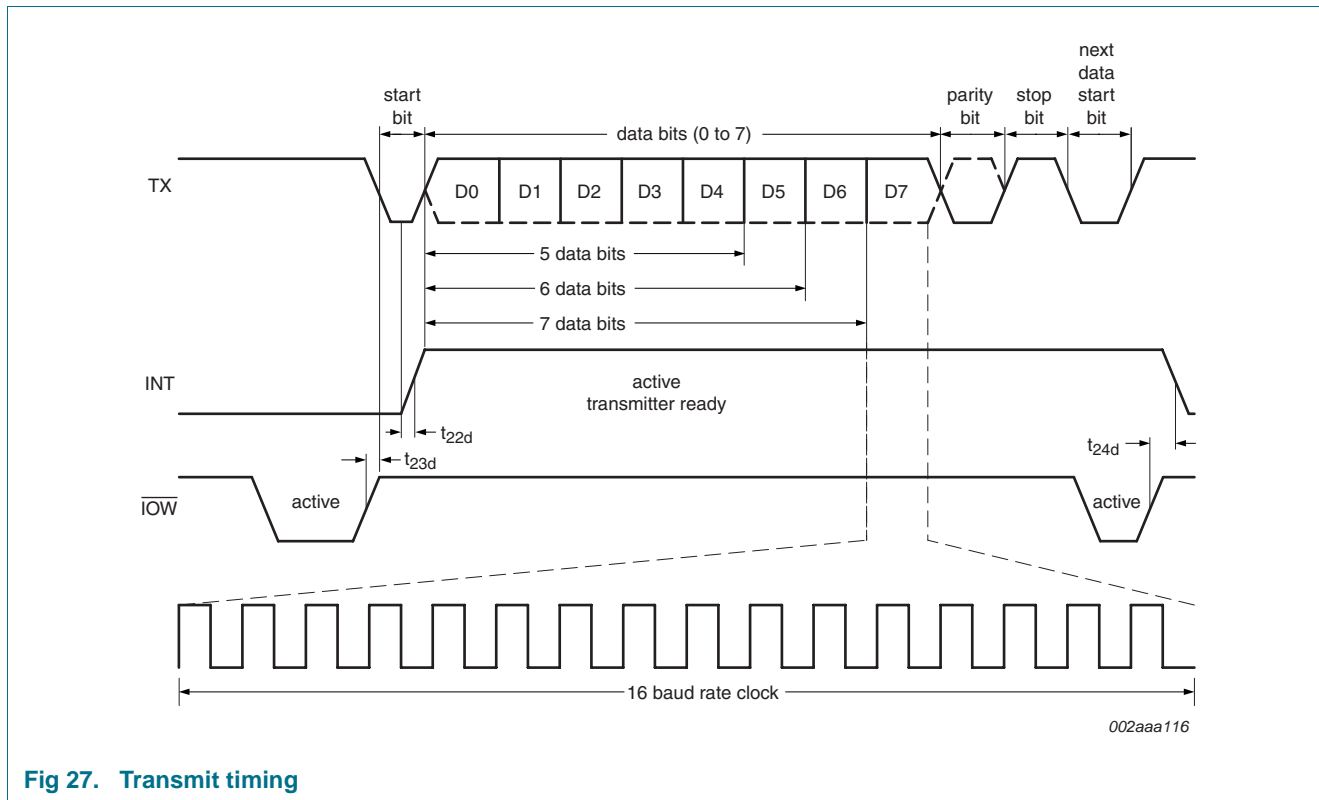 next
data
start
bit
start
bit
parity
bit
stop
bit
data bits (0 to 7)
TX
D0 D1 D2 D3 D4 D5 D6 D7
5 data bits
6 data bits
7 data bits
INT
active
transmitter ready
t22d
t23d
t24d
IOW
active
active
16 baud rate clock
002aaa116
Fig 27. Transmit timing